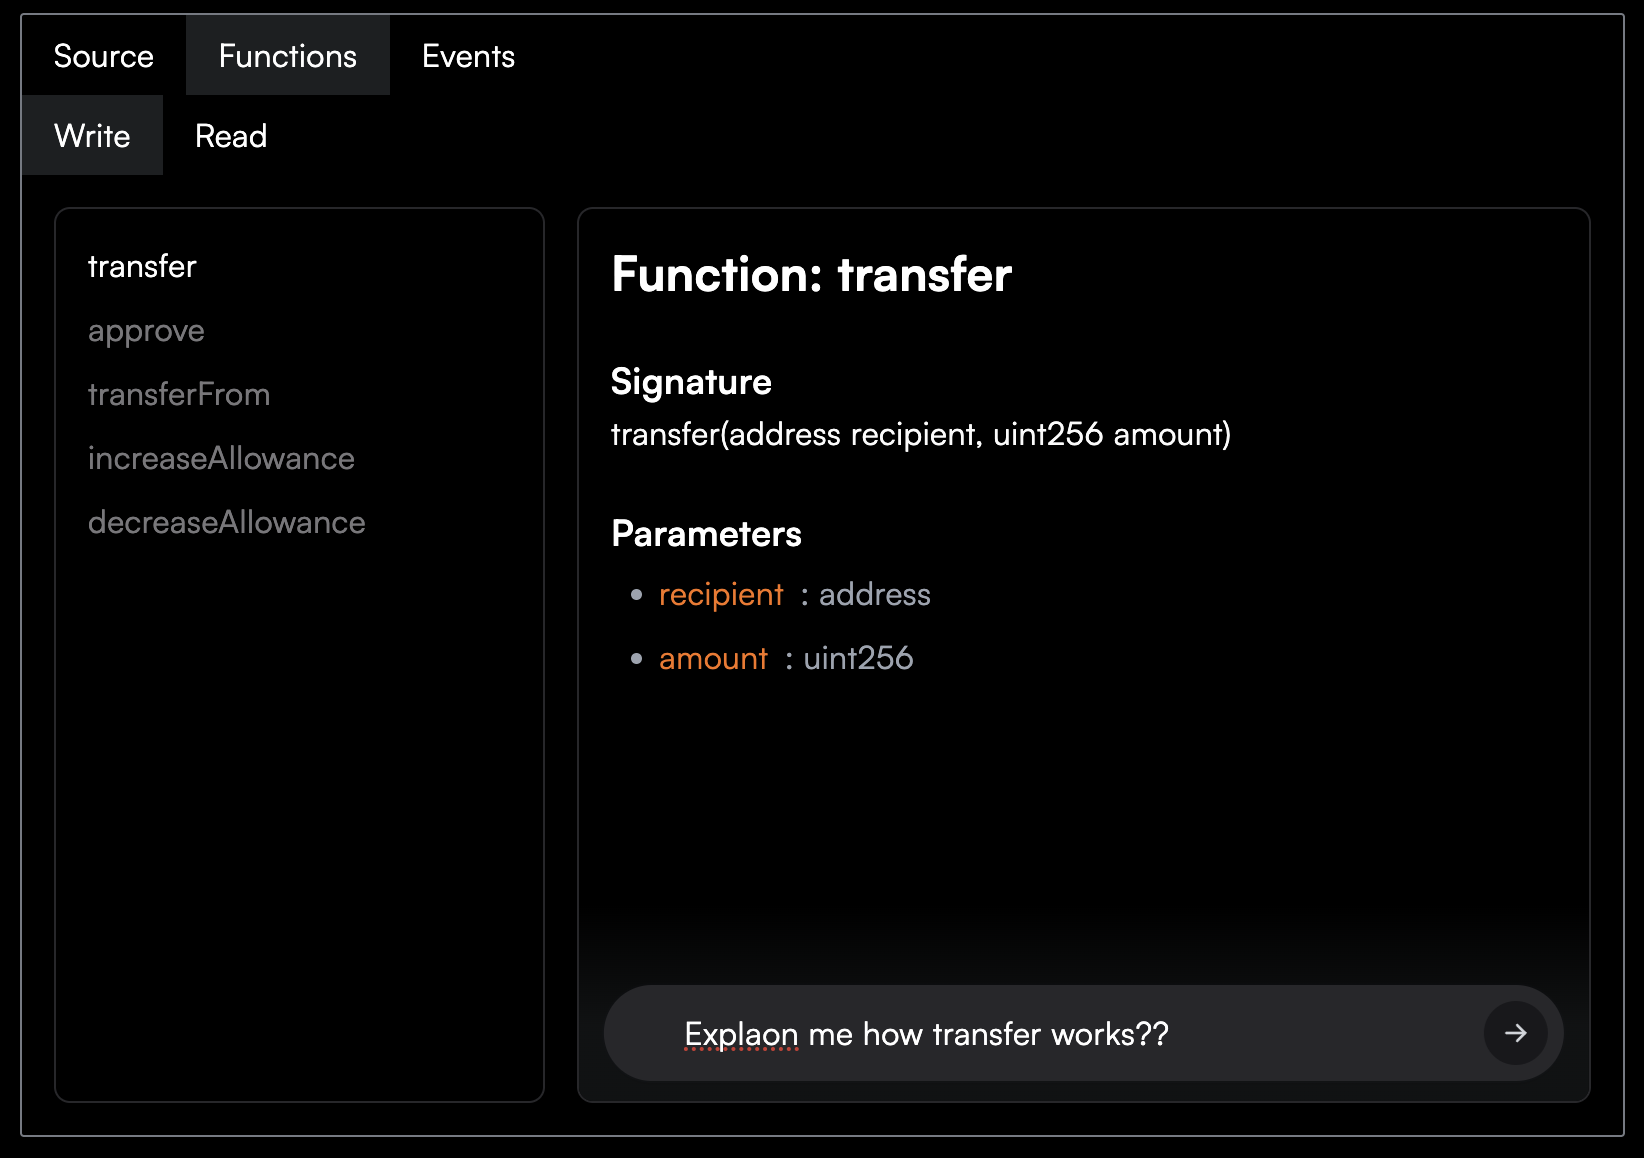 Source Functions Events
Write Read
transfer
approve
transferFrom
increaseAllowance
decreaseAllowance
Function: transfer
Signature
transfer(address recipient, uint256 amount)
Parameters
• recipient : address
• amount : uint256
Explaon me how transfer works??